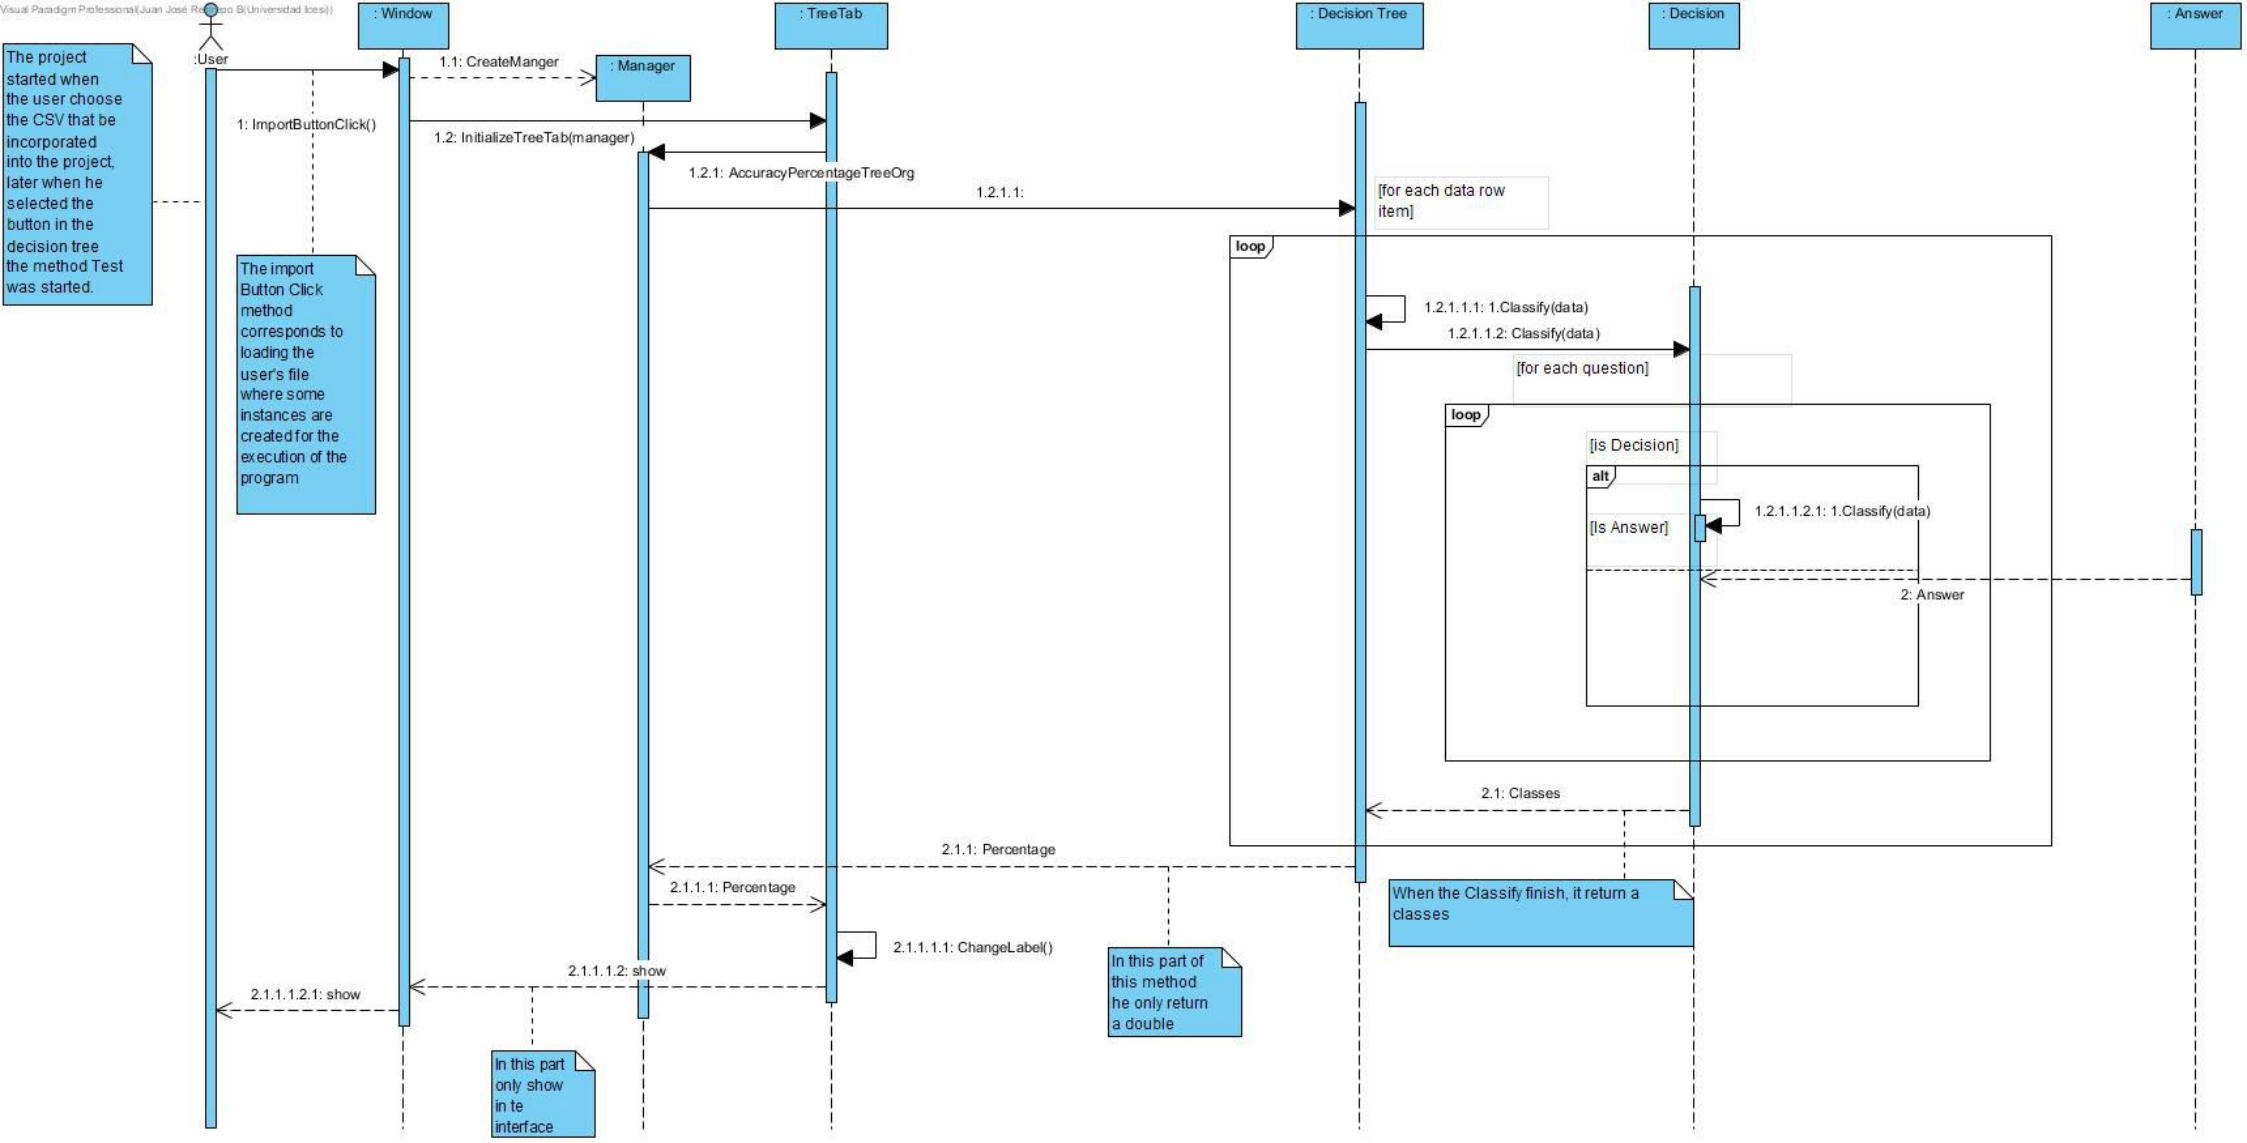 Visual Paradigm Professional(Juan José Restrepo B(Universidad Icesi))
: Window
: TreeTab
: Decision Tree
: Decision
: Answer
:User
1.1: CreateManger
: Manager
The project
started when
the user choose
the CSV that be
incorporated
into the project,
later when he
selected the
button in the
decision tree
the method Test
was started.
1: ImportButtonClick()
1.2: InitializeTreeTab(manager)
1.2.1: AccuracyPercentageTreeOrg
1.2.1.1:
[for each data row
item]
loop
The import
Button Click
method
corresponds to
loading the
user's file
where some
instances are
created for the
execution of the
program
1.2.1.1.1: 1.Classify(data)
1.2.1.1.2: Classify(data)
[for each question]
loop
[is Decision]
alt
1.2.1.1.2.1: 1.Classify(data)
[Is Answer]
2: Answer
2.1: Classes
2.1.1: Percentage
2.1.1.1: Percentage
When the Classify finish, it return a
classes
2.1.1.1.1: ChangeLabel()
2.1.1.1.2: show
2.1.1.1.2.1: show
In this part of
this method
he only return
a double
In this part
only show
in te
interface